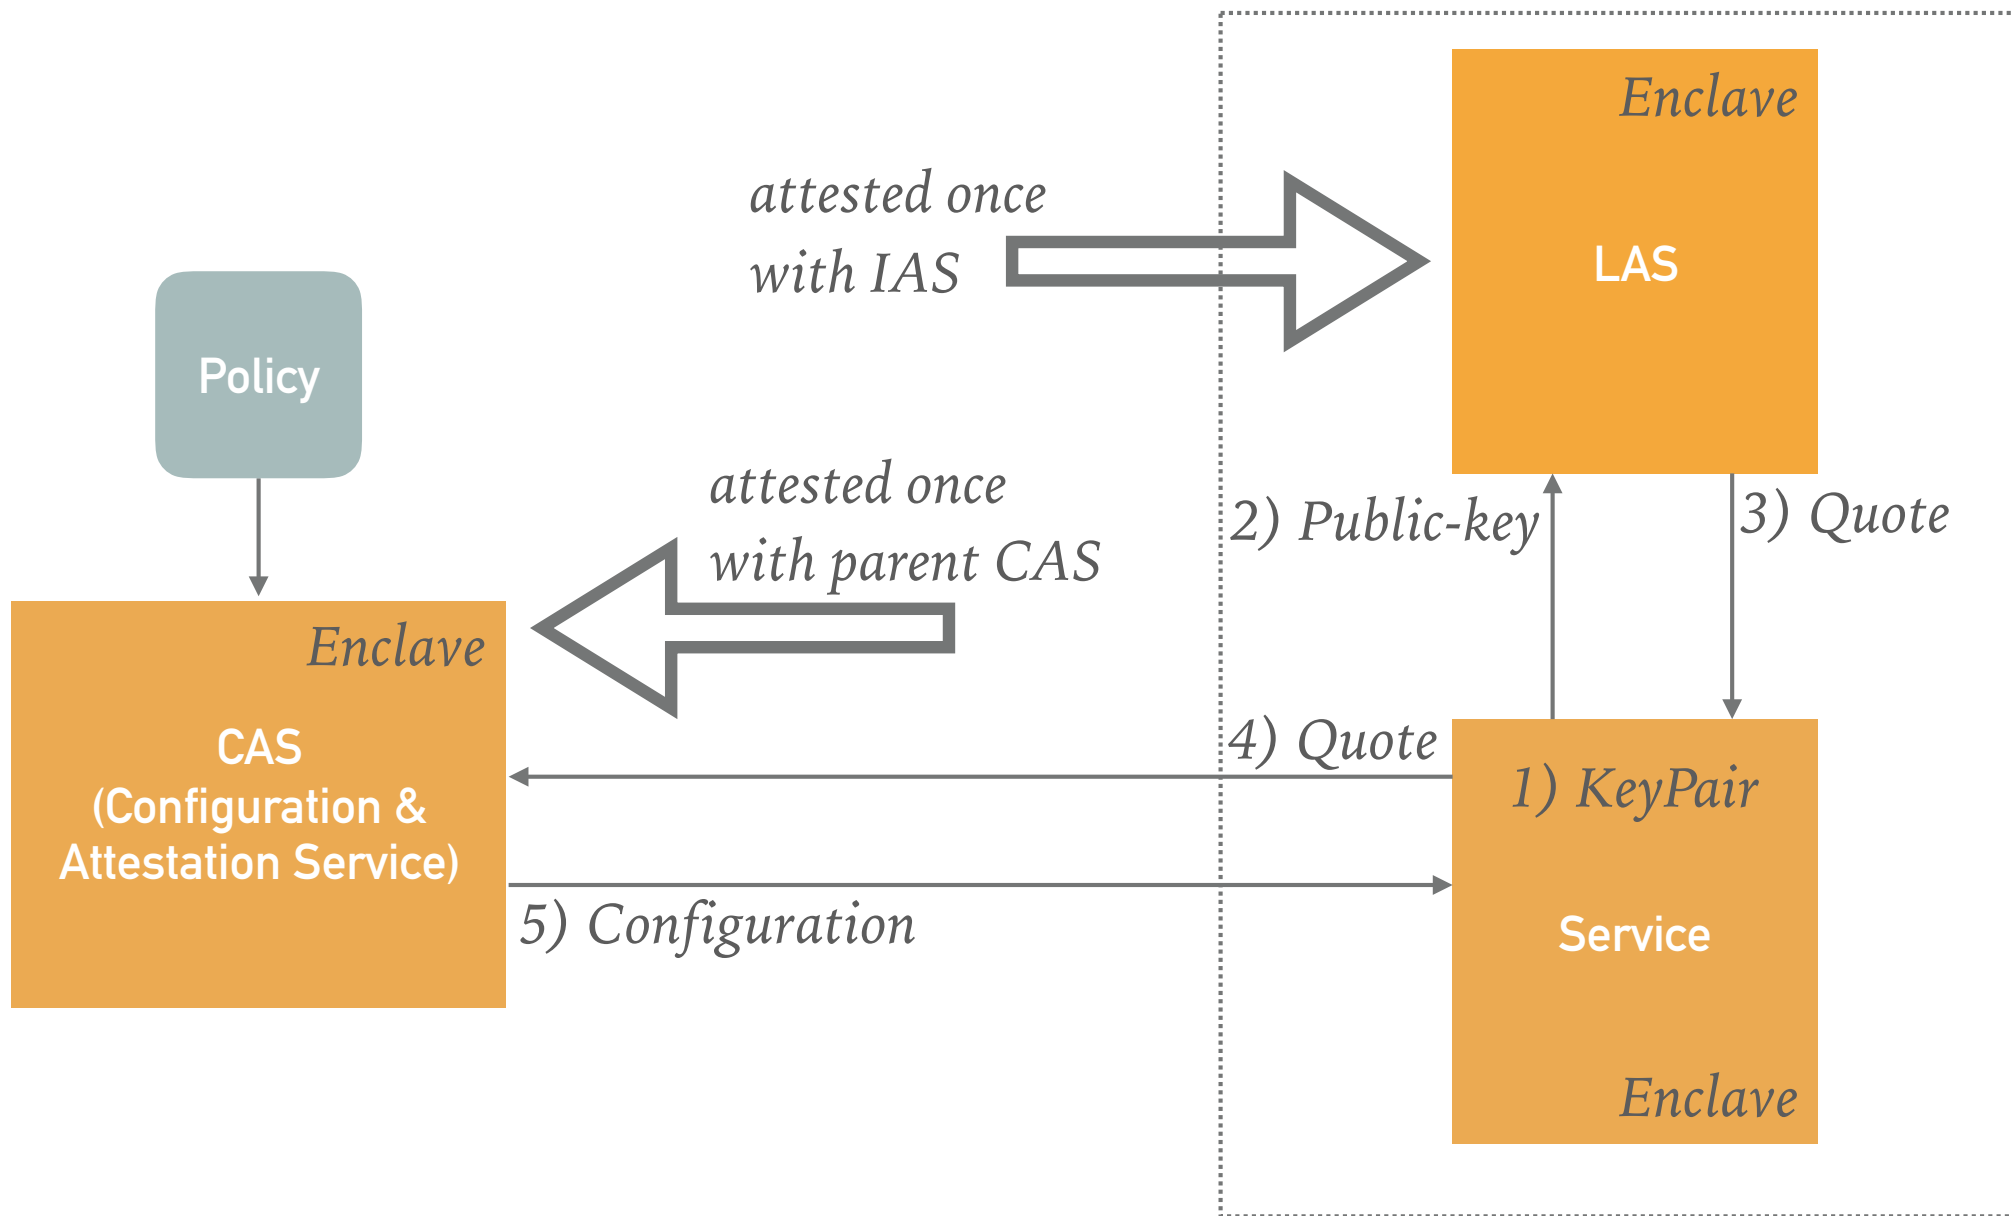 Enclave
attested once
with IAS
LAS
Policy
attested once
with parent CAS
2) Public-key
3) Quote
Enclave
CAS
(Configuration &
Attestation Service)
4) Quote
1) KeyPair
5) Configuration
Service
Enclave